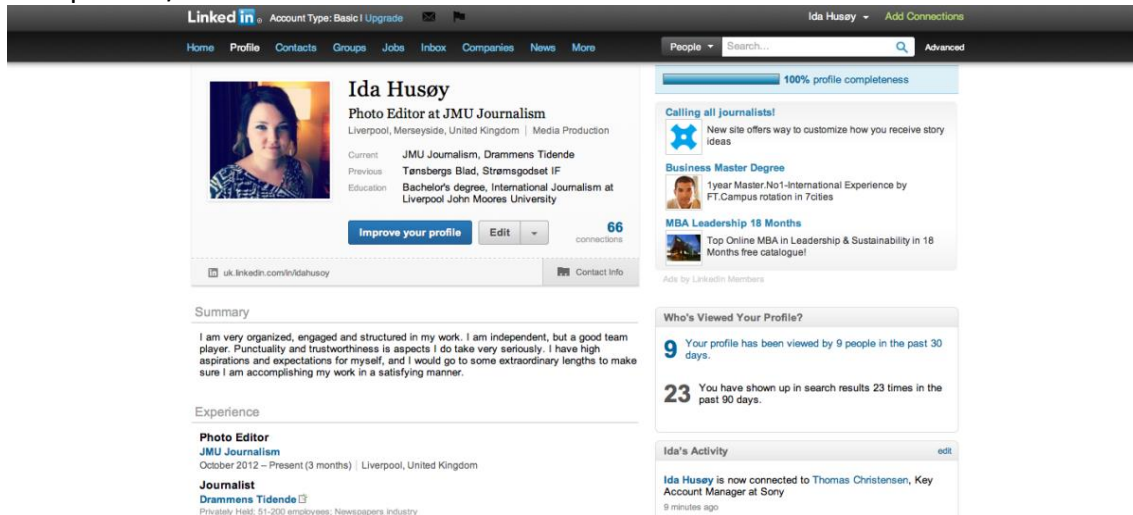 Linked in ® Account Type: Basic | Upgrade
Ida Husøy Add Connections
Home Profile Contacts Groups Jobs Inbox Companies News More
People Search... Advanced
Ida Husøy
Photo Editor at JMU Journalism
Liverpool, Merseyside, United Kingdom | Media Production
Current JMU Journalism, Drammens Tidende
Previous Tønsbergs Blad, Strømsgodset IF
Education Bachelor's degree, International Journalism at
Liverpool John Moores University
Improve your profile Edit 66
connections
in uk.linkedin.com/in/idahusoy Contact Info
Summary
I am very organized, engaged and structured in my work. I am independent, but a good team
player. Punctuality and trustworthiness is aspects I do take very seriously. I have high
aspirations and expectations for myself, and I would go to some extraordinary lengths to make
sure I am accomplishing my work in a satisfying manner.
Experience
Photo Editor
JMU Journalism
October 2012 – Present (3 months) | Liverpool, United Kingdom
Journalist
Drammens Tidende
Privately Held; 51-200 employees; Newspapers industry
100% profile completeness
Calling all journalists!
New site offers way to customize how you receive story
ideas
Business Master Degree
1year Master.No1-International Experience by
FT.Campus rotation in 7cities
MBA Leadership 18 Months
Top Online MBA in Leadership & Sustainability in 18
Months free catalogue!
Ads by LinkedIn Members
Who's Viewed Your Profile?
9 Your profile has been viewed by 9 people in the past 30
days.
23 You have shown up in search results 23 times in the
past 90 days.
Ida's Activity edit
Ida Husøy is now connected to Thomas Christensen, Key
Account Manager at Sony
9 minutes ago